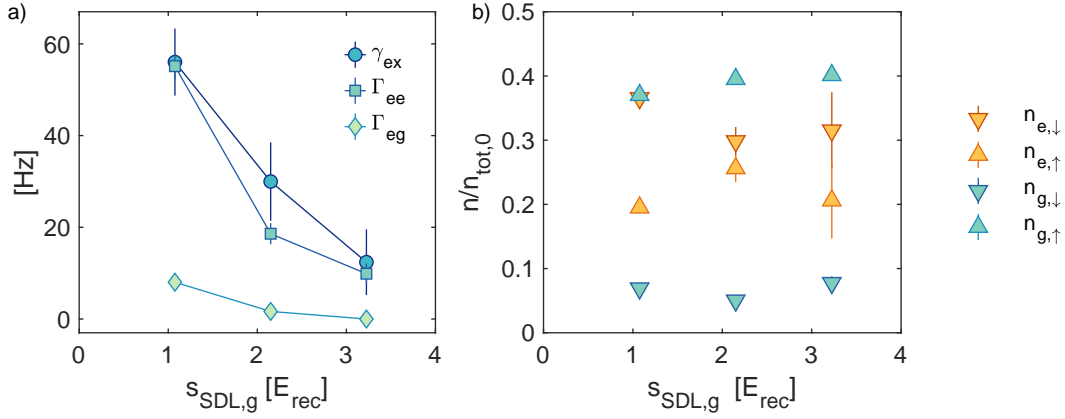 a)
[Hz]
60
40
20
0
γex
Γee
Γeg
0 1 2 3 4
sSDL,g [Erec]
b)
n/ntot,0
0.5
0.4
0.3
0.2
0.1
0
0 1 2 3 4
sSDL,g [Erec]
ne,↓
ne,↑
ng,↓
ng,↑